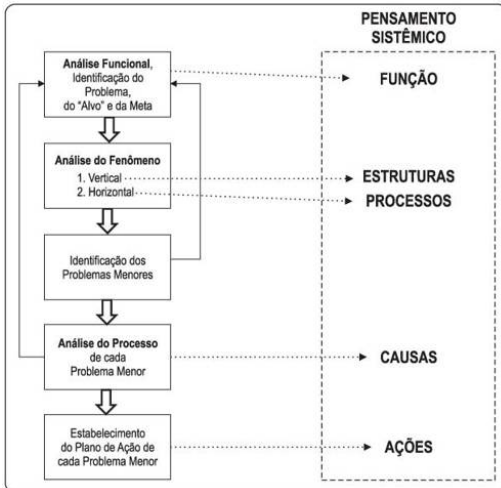 PENSAMENTO
SISTÊMICO
Análise Funcional,
Identificação do
Problema,
do "Alvo" e da Meta
FUNÇÃO
Análise do Fenômeno
1. Vertical
2. Horizontal
ESTRUTURAS
PROCESSOS
Identificação dos
Problemas Menores
Análise do Processo
de cada
Problema Menor
CAUSAS
Estabelecimento
do Plano de Ação de
cada Problema Menor
AÇÕES